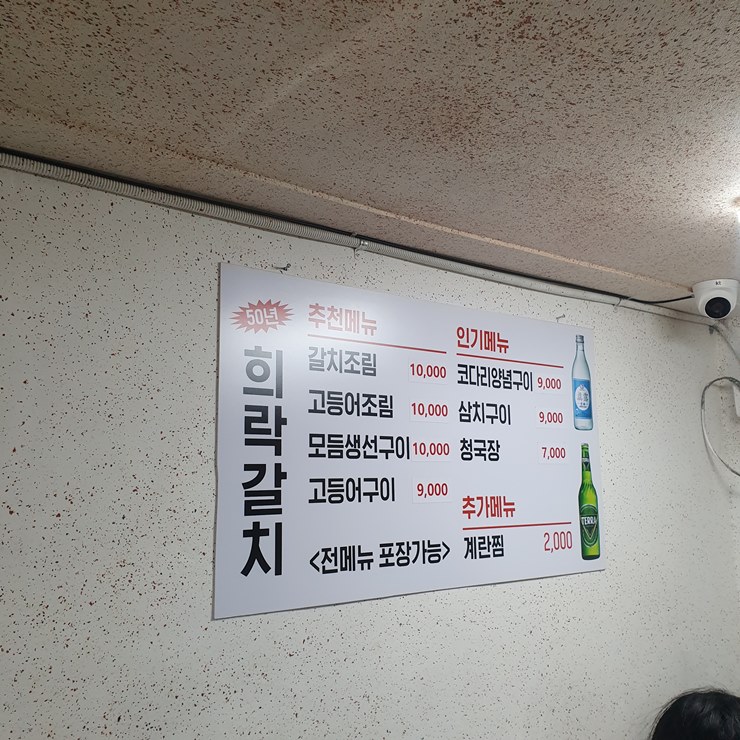 50년
희락갈치
추천메뉴
갈치조림 10,000
고등어조림 10,000
모듬생선구이 10,000
고등어구이 9,000
<전메뉴 포장가능>
인기메뉴
코다리양념구이 9,000
삼치구이 9,000
청국장 7,000
추가메뉴
계란찜 2,000
TERRA